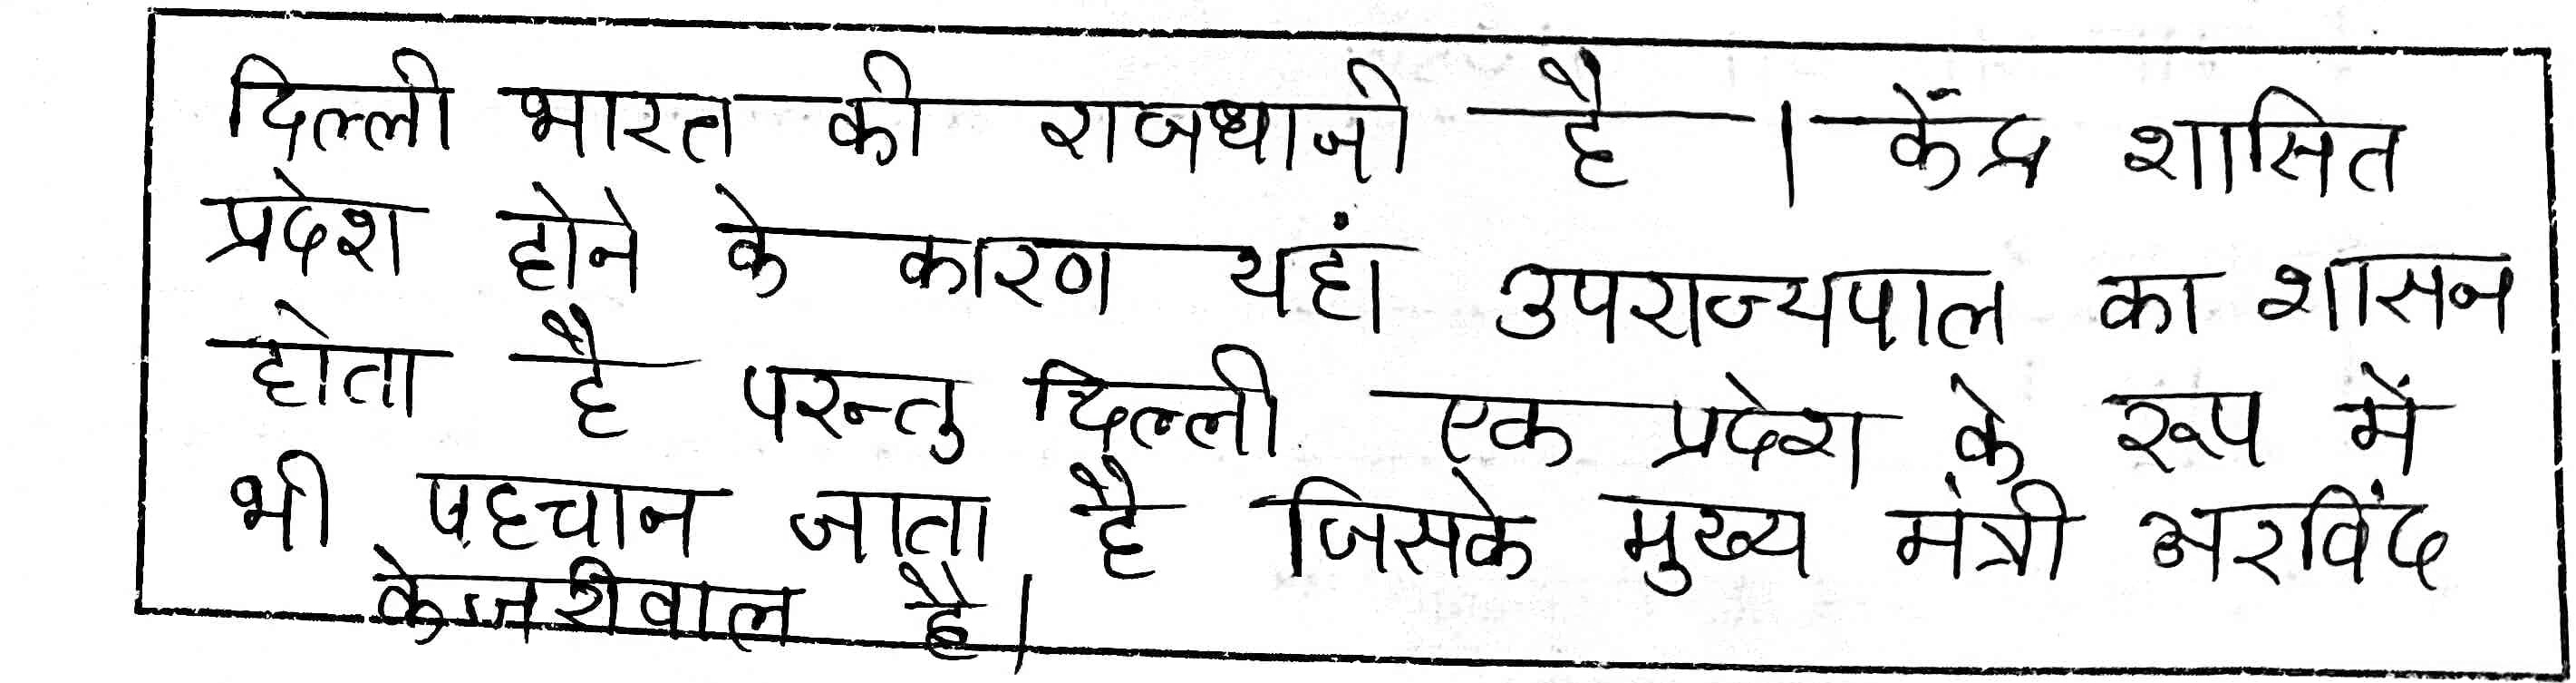 दिल्ली भारत की राजधानी है । केंद्र शासित
प्रदेश होने के कारण यहां उपराज्यपाल का शासन
होता है परन्तु दिल्ली एक प्रदेश के रूप में
भी पहचान जाता है जिसके मुख्य मंत्री अरविंद
केजरीवाल है।